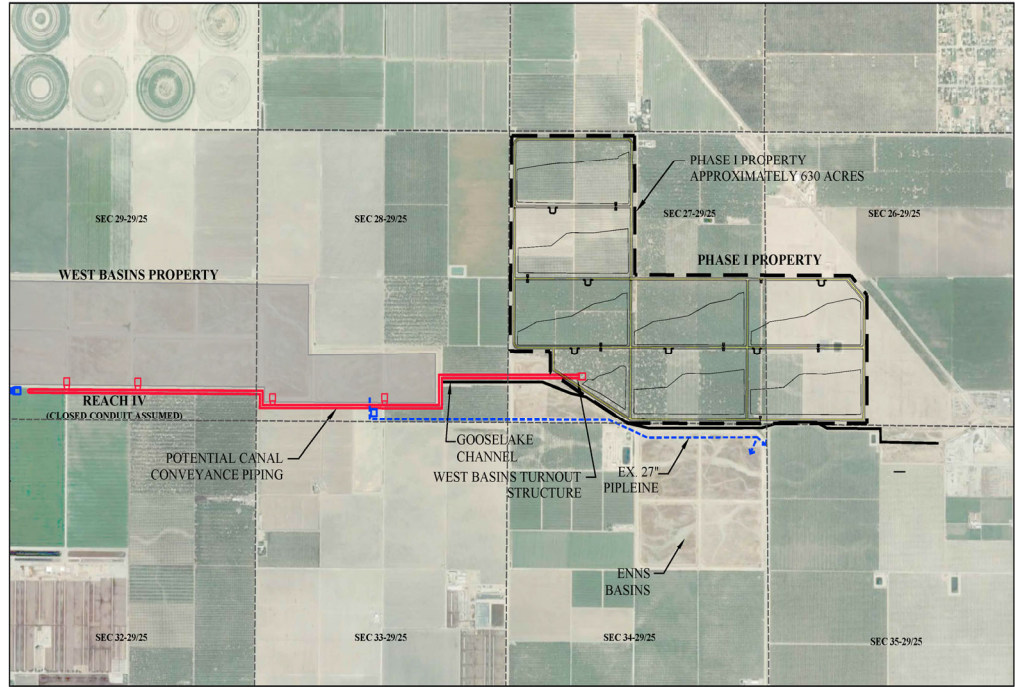 PHASE I PROPERTY
APPROXIMATELY 630 ACRES
SEC 29-29/25
SEC 28-29/25
SEC 27-29/25
SEC 26-29/25
WEST BASINS PROPERTY
PHASE I PROPERTY
REACH IV
(CLOSED CONDUIT ASSUMED)
POTENTIAL CANAL
CONVEYANCE PIPING
GOOSELAKE
CHANNEL
WEST BASINS TURNOUT
STRUCTURE
EX. 27"
PIPLEINE
ENNS
BASINS
SEC 32-29/25
SEC 33-29/25
SEC 34-29/25
SEC 35-29/25